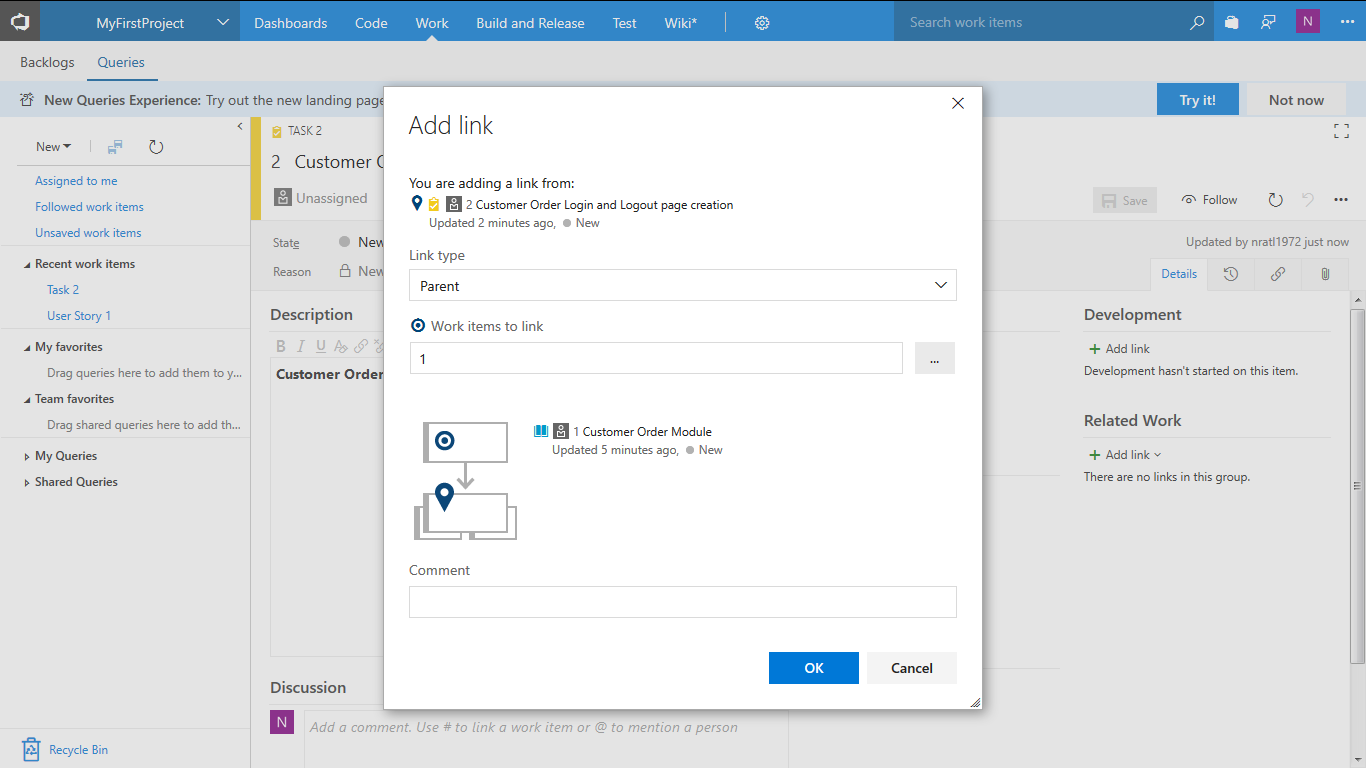 MyFirstProject Dashboards Code Work Build and Release Test Wiki* Search work items N
Backlogs Queries
New Queries Experience: Try out the new landing page Try it! Not now
New
Assigned to me
Followed work items
Unsaved work items
Recent work items
Task 2
User Story 1
My favorites
Drag queries here to add them to y...
Team favorites
Drag shared queries here to add th...
My Queries
Shared Queries
Recycle Bin
TASK 2
2 Customer O
Unassigned
State New
Reason New
Description
B I U
Customer Order
Discussion
N Add a comment. Use # to link a work item or @ to mention a person
Add link
You are adding a link from:
2 Customer Order Login and Logout page creation
Updated 2 minutes ago, New
Link type
Parent
Work items to link
1 ...
1 Customer Order Module
Updated 5 minutes ago, New
Comment
OK Cancel
Save Follow
Updated by nratl1972 just now
Details
Development
+ Add link
Development hasn't started on this item.
Related Work
+ Add link
There are no links in this group.